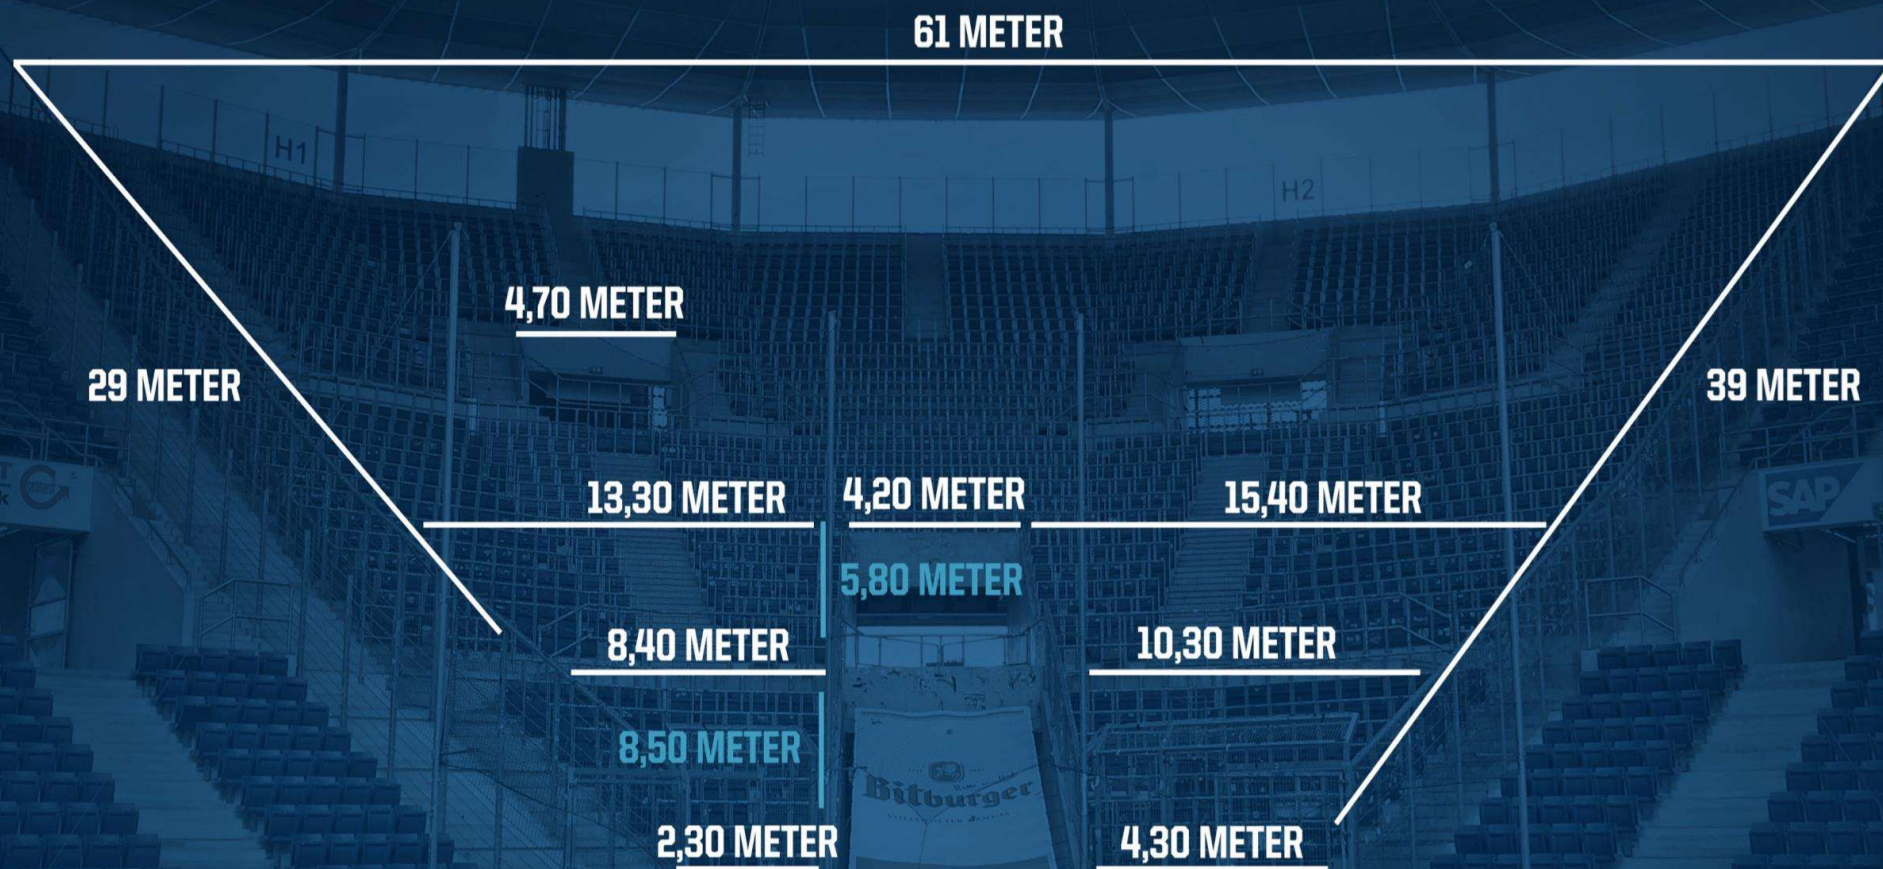 61 METER
H1
H2
4,70 METER
29 METER
39 METER
13,30 METER
4,20 METER
15,40 METER
SAP
5,80 METER
8,40 METER
10,30 METER
8,50 METER
Bitburger
2,30 METER
4,30 METER